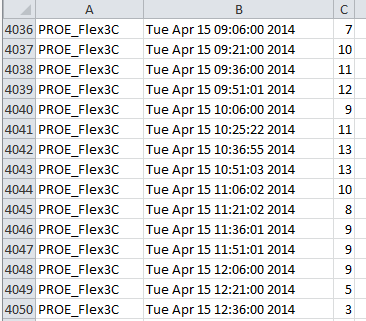 A B C
4036 PROE_Flex3C Tue Apr 15 09:06:00 2014 7
4037 PROE_Flex3C Tue Apr 15 09:21:00 2014 10
4038 PROE_Flex3C Tue Apr 15 09:36:00 2014 11
4039 PROE_Flex3C Tue Apr 15 09:51:01 2014 12
4040 PROE_Flex3C Tue Apr 15 10:06:00 2014 9
4041 PROE_Flex3C Tue Apr 15 10:25:22 2014 11
4042 PROE_Flex3C Tue Apr 15 10:36:55 2014 13
4043 PROE_Flex3C Tue Apr 15 10:51:03 2014 13
4044 PROE_Flex3C Tue Apr 15 11:06:02 2014 10
4045 PROE_Flex3C Tue Apr 15 11:21:02 2014 8
4046 PROE_Flex3C Tue Apr 15 11:36:01 2014 9
4047 PROE_Flex3C Tue Apr 15 11:51:01 2014 9
4048 PROE_Flex3C Tue Apr 15 12:06:00 2014 9
4049 PROE_Flex3C Tue Apr 15 12:21:00 2014 5
4050 PROE_Flex3C Tue Apr 15 12:36:00 2014 3